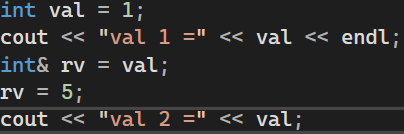 int val = 1;
cout << "val 1 =" << val << endl;
int& rv = val;
rv = 5;
cout << "val 2 =" << val;